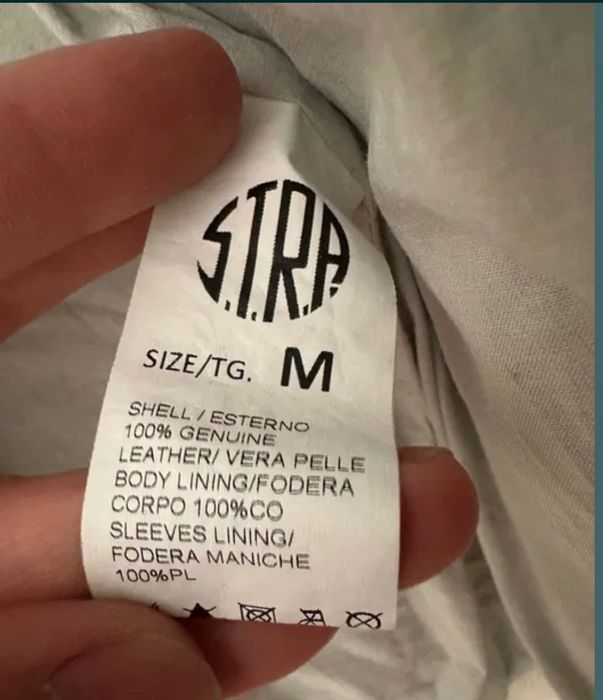 S.T.R.A.
SIZE/TG. M
SHELL / ESTERNO
100% GENUINE
LEATHER/ VERA PELLE
BODY LINING/FODERA
CORPO 100%CO
SLEEVES LINING/
FODERA MANICHE
100%PL